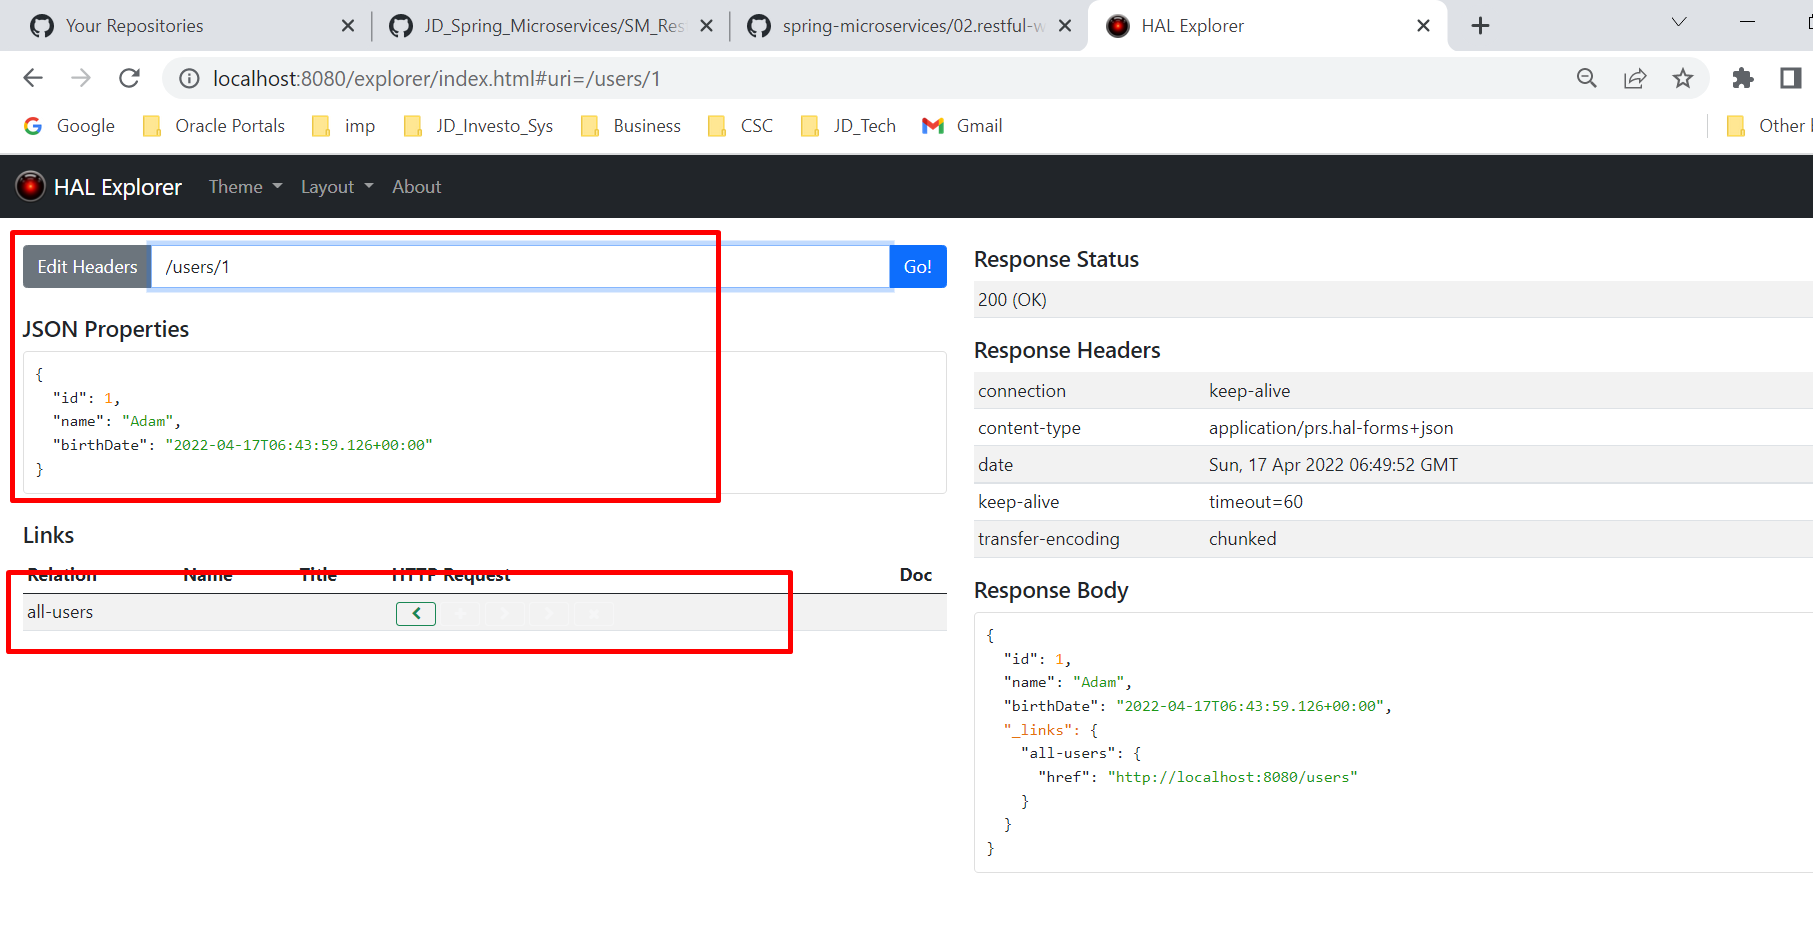 Your Repositories
JD_Spring_Microservices/SM_Res
spring-microservices/02.restful-w
HAL Explorer
localhost:8080/explorer/index.html#uri=/users/1
Google
Oracle Portals
imp
JD_Investo_Sys
Business
CSC
JD_Tech
Gmail
Other
HAL Explorer
Theme
Layout
About
Edit Headers
/users/1
Go!
JSON Properties
{
"id": 1,
"name": "Adam",
"birthDate": "2022-04-17T06:43:59.126+00:00"
}
Links
Relation Name Title HTTP Request Doc
all-users
Response Status
200 (OK)
Response Headers
connection keep-alive
content-type application/prs.hal-forms+json
date Sun, 17 Apr 2022 06:49:52 GMT
keep-alive timeout=60
transfer-encoding chunked
Response Body
{
"id": 1,
"name": "Adam",
"birthDate": "2022-04-17T06:43:59.126+00:00",
"_links": {
"all-users": {
"href": "http://localhost:8080/users"
}
}
}